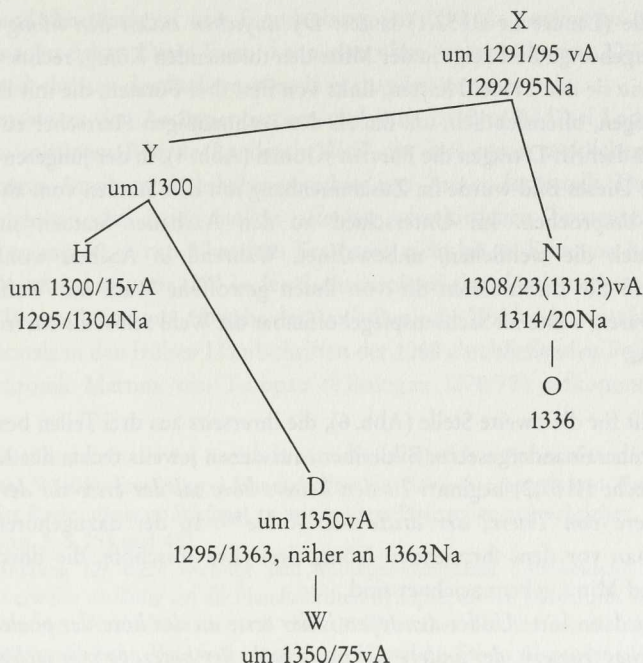 X
um 1291/95 vA
1292/95Na
Y
um 1300
H
um 1300/15vA
1295/1304Na
N
1308/23(1313?)vA
1314/20Na
O
1336
D
um 1350vA
1295/1363, näher an 1363Na
W
um 1350/75vA